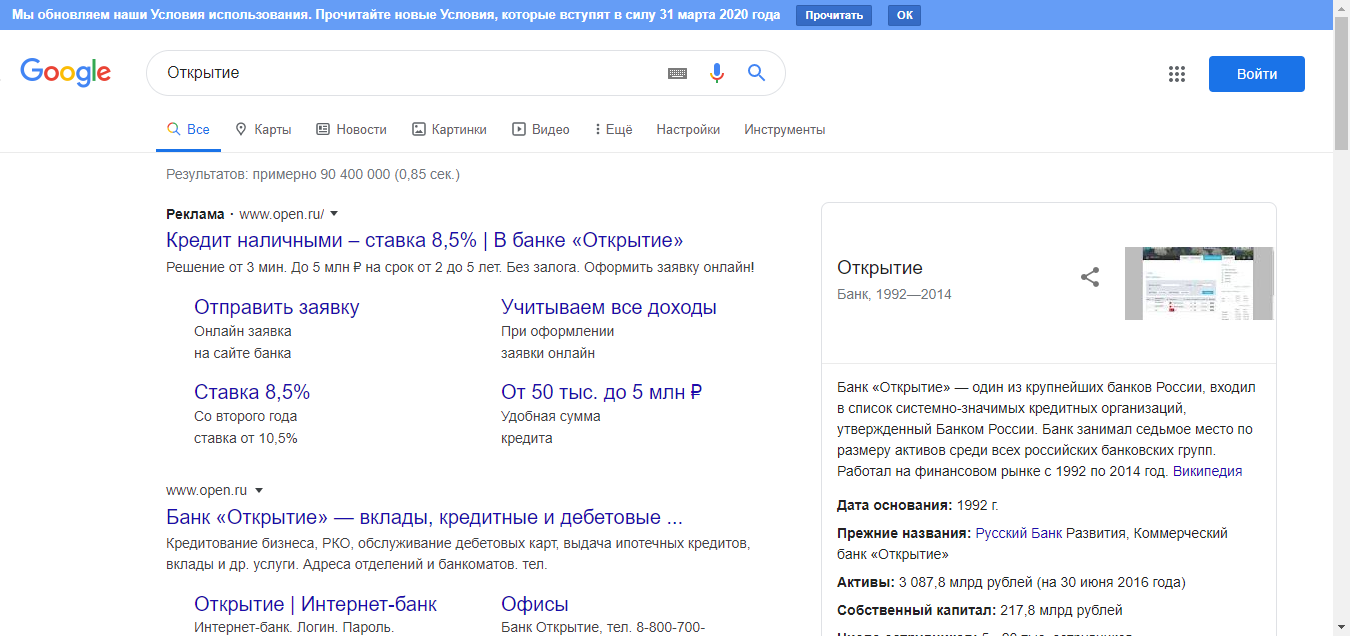 Мы обновляем наши Условия использования. Прочитайте новые Условия, которые вступят в силу 31 марта 2020 года Прочитать ОК
Google
Открытие
Войти
Все Карты Новости Картинки Видео Ещё Настройки Инструменты
Результатов: примерно 90 400 000 (0,85 сек.)
Реклама · www.open.ru/
Кредит наличными – ставка 8,5% | В банке «Открытие»
Решение от 3 мин. До 5 млн ₽ на срок от 2 до 5 лет. Без залога. Оформить заявку онлайн!
Отправить заявку
Онлайн заявка
на сайте банка
Учитываем все доходы
При оформлении
заявки онлайн
Ставка 8,5%
Со второго года
ставка от 10,5%
От 50 тыс. до 5 млн ₽
Удобная сумма
кредита
www.open.ru
Банк «Открытие» — вклады, кредитные и дебетовые ...
Кредитование бизнеса, РКО, обслуживание дебетовых карт, выдача ипотечных кредитов,
вклады и др. услуги. Адреса отделений и банкоматов. тел.
Открытие | Интернет-банк
Интернет-банк. Логин. Пароль.
Офисы
Банк Открытие, тел. 8-800-700-
Открытие
Банк, 1992—2014
Банк «Открытие» — один из крупнейших банков России, входил
в список системно-значимых кредитных организаций,
утвержденный Банком России. Банк занимал седьмое место по
размеру активов среди всех российских банковских групп.
Работал на финансовом рынке с 1992 по 2014 год. Википедия
Дата основания: 1992 г.
Прежние названия: Русский Банк Развития, Коммерческий
банк «Открытие»
Активы: 3 087,8 млрд рублей (на 30 июня 2016 года)
Собственный капитал: 217,8 млрд рублей